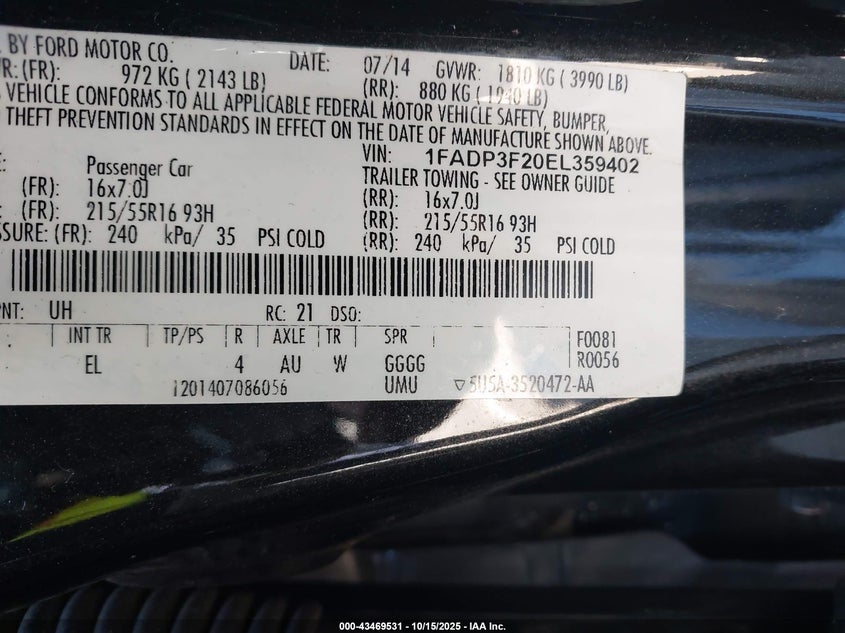 BY FORD MOTOR CO.
DATE: 07/14 GVWR: 1810 KG ( 3990 LB)
(FR): 972 KG ( 2143 LB) (RR): 880 KG ( 1940 LB)
VEHICLE CONFORMS TO ALL APPLICABLE FEDERAL MOTOR VEHICLE SAFETY, BUMPER,
THEFT PREVENTION STANDARDS IN EFFECT ON THE DATE OF MANUFACTURE SHOWN ABOVE.
VIN: 1FADP3F20EL359402
Passenger Car TRAILER TOWING - SEE OWNER GUIDE
(FR): 16x7.0J (RR): 16x7.0J
(FR): 215/55R16 93H (RR): 215/55R16 93H
SSURE: (FR): 240 kPa/ 35 PSI COLD (RR): 240 kPa/ 35 PSI COLD
PNT: UH RC: 21 DSO:
INT TR TP/PS R AXLE TR SPR F0081
EL 4 AU W GGGG R0056
1201407086056 UMU ▽5U5A-3520472-AA
000-43469531 - 10/15/2025 - IAA Inc.